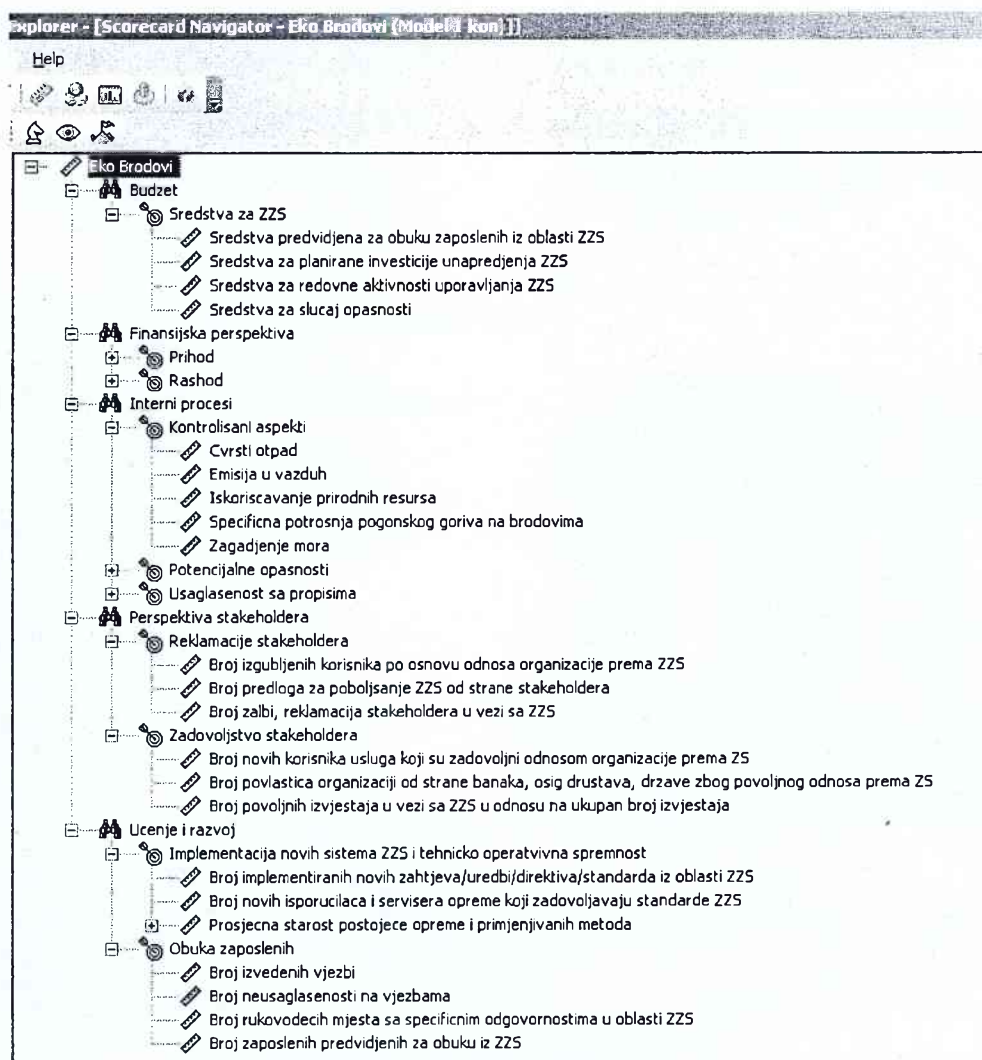 Explorer - [Scorecard Navigator - Eko Brodovi (Model1 kon)]]
Help
Eko Brodovi
Budzet
Sredstva za ZZS
Sredstva predvidjena za obuku zaposlenih iz oblasti ZZS
Sredstva za planirane investicije unapredjenja ZZS
Sredstva za redovne aktivnosti uporavljanja ZZS
Sredstva za slucaj opasnosti
Finansijska perspektiva
Prihod
Rashod
Interni procesi
Kontrolisani aspekti
Cvrsti otpad
Emisija u vazduh
Iskoriscavanje prirodnih resursa
Specificna potrosnja pogonskog goriva na brodovima
Zagadjenje mora
Potencijalne opasnosti
Usaglasenost sa propisima
Perspektiva stakeholdera
Reklamacije stakeholdera
Broj izgubljenih korisnika po osnovu odnosa organizacije prema ZZS
Broj predloga za poboljsanje ZZS od strane stakeholdera
Broj zalbi, reklamacija stakeholdera u vezi sa ZZS
Zadovoljstvo stakeholdera
Broj novih korisnika usluga koji su zadovoljni odnosom organizacije prema ZS
Broj povlastica organizaciji od strane banaka, osig drustava, drzave zbog povoljnog odnosa prema ZS
Broj povoljnih izvjestaja u vezi sa ZZS u odnosu na ukupan broj izvjestaja
Ucenje i razvoj
Implementacija novih sistema ZZS i tehnicko operatvivna spremnost
Broj implementiranih novih zahtjeva/uredbi/direktiva/standarda iz oblasti ZZS
Broj novih isporucilaca i servisera opreme koji zadovoljavaju standarde ZZS
Prosjecna starost postojece opreme i primjenjivanih metoda
Obuka zaposlenih
Broj izvedenih vjezbi
Broj neusaglasenosti na vjezbama
Broj rukovodecih mjesta sa specificnim odgovornostima u oblasti ZZS
Broj zaposlenih predvidjenih za obuku iz ZZS